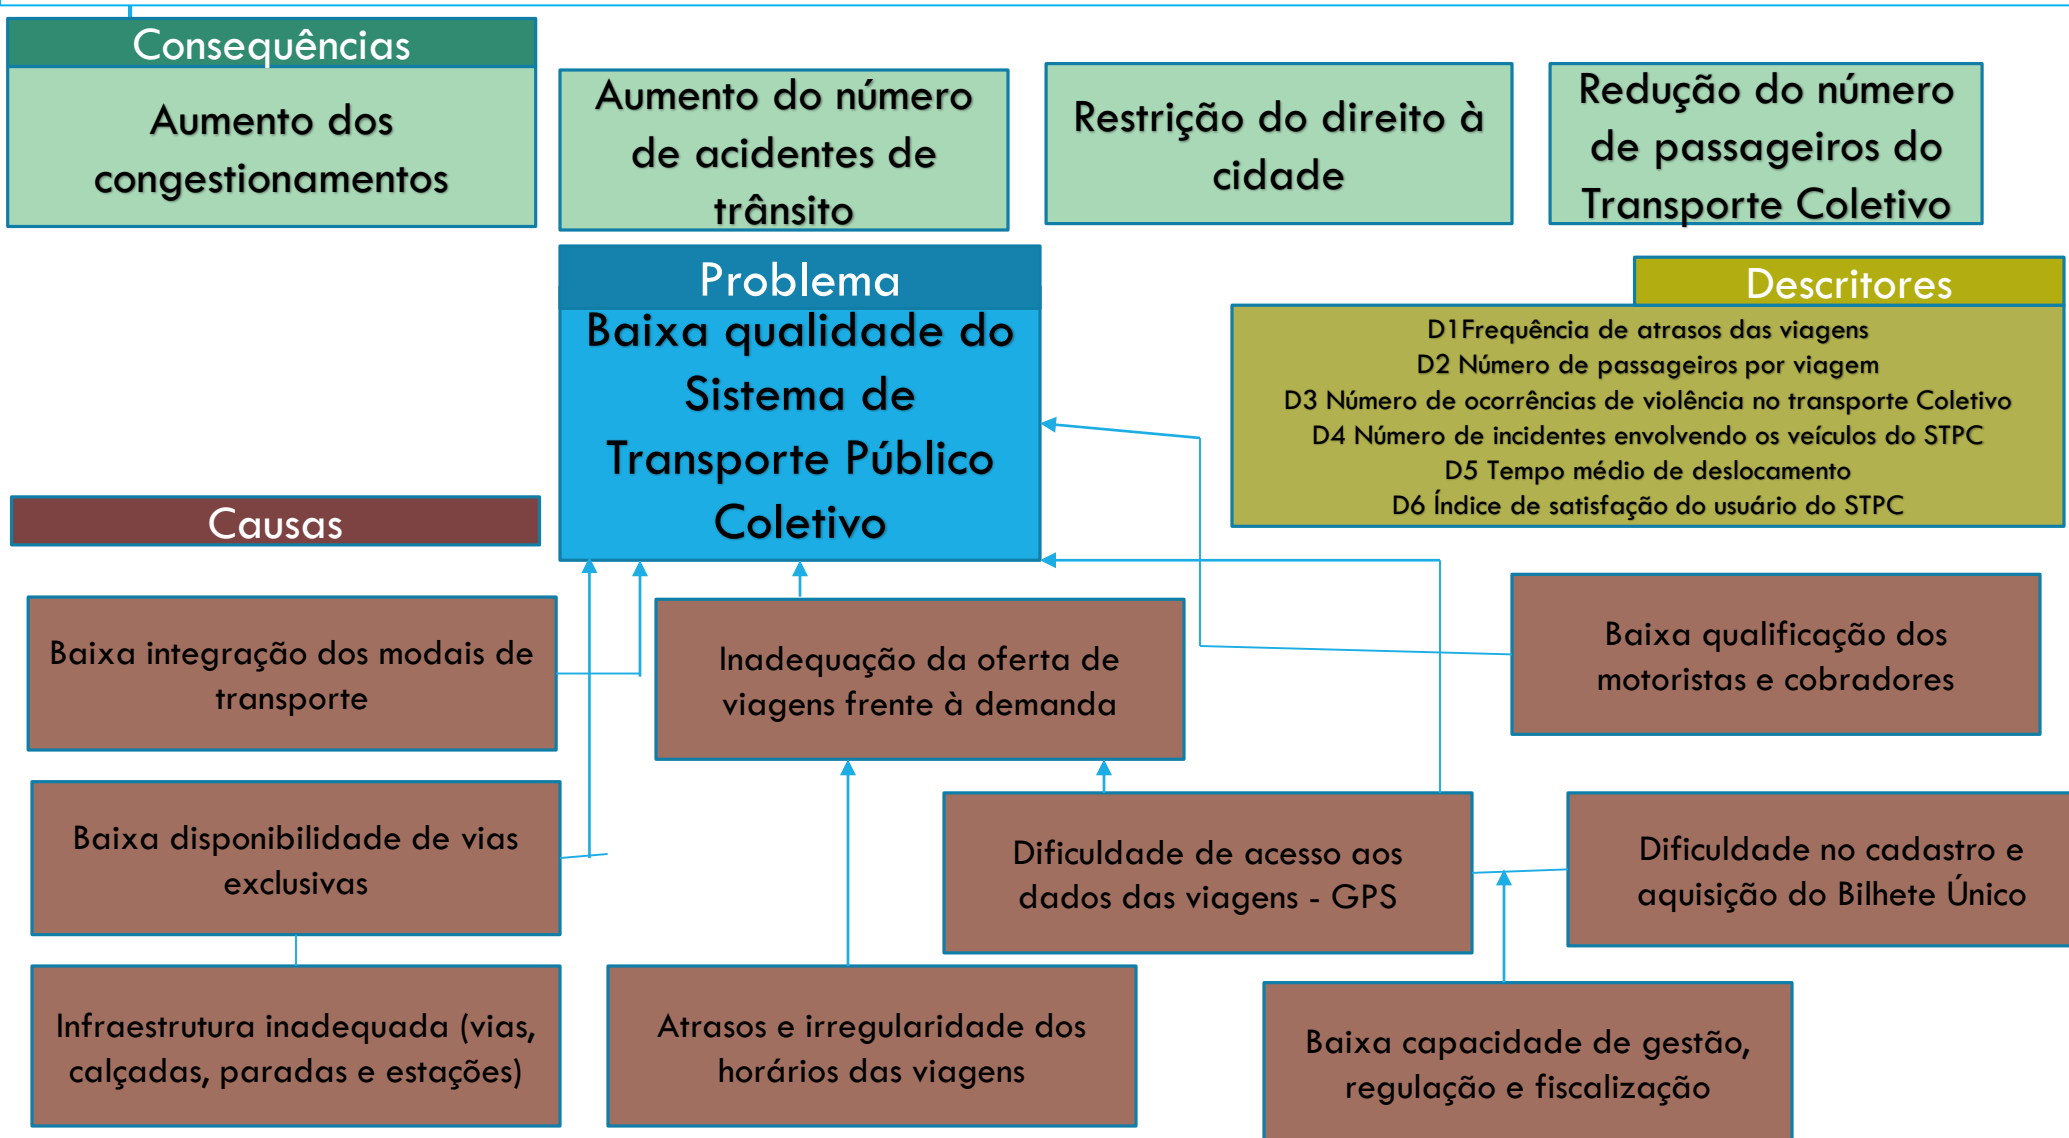 Consequências
Aumento dos
congestionamentos
Aumento do número
de acidentes de
trânsito
Restrição do direito à
cidade
Redução do número
de passageiros do
Transporte Coletivo
Problema
Baixa qualidade do
Sistema de
Transporte Público
Coletivo
Descritores
D1Frequência de atrasos das viagens
D2 Número de passageiros por viagem
D3 Número de ocorrências de violência no transporte Coletivo
D4 Número de incidentes envolvendo os veículos do STPC
D5 Tempo médio de deslocamento
D6 Índice de satisfação do usuário do STPC
Causas
Baixa integração dos modais de
transporte
Inadequação da oferta de
viagens frente à demanda
Baixa qualificação dos
motoristas e cobradores
Baixa disponibilidade de vias
exclusivas
Dificuldade de acesso aos
dados das viagens - GPS
Dificuldade no cadastro e
aquisição do Bilhete Único
Infraestrutura inadequada (vias,
calçadas, paradas e estações)
Atrasos e irregularidade dos
horários das viagens
Baixa capacidade de gestão,
regulação e fiscalização